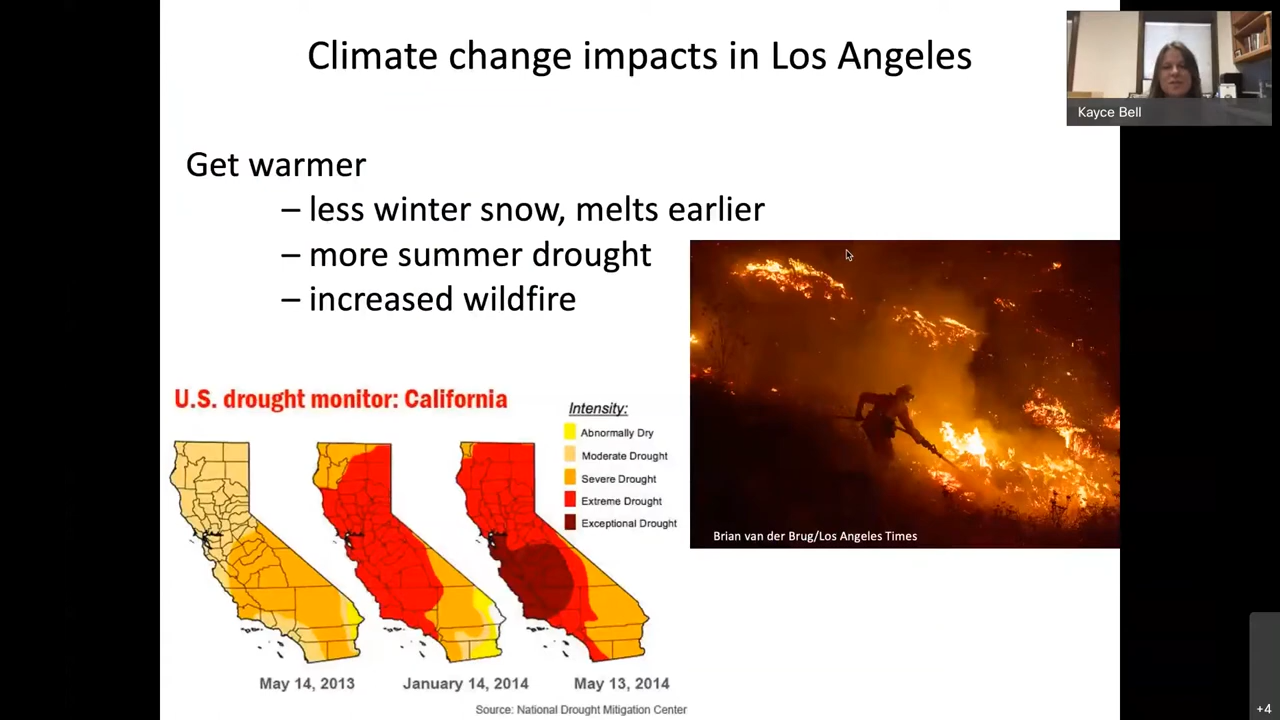 Climate change impacts in Los Angeles
Kayce Bell
Get warmer
– less winter snow, melts earlier
– more summer drought
– increased wildfire
U.S. drought monitor: California
Intensity:
Abnormally Dry
Moderate Drought
Severe Drought
Extreme Drought
Exceptional Drought
Brian van der Brug/Los Angeles Times
May 14, 2013
January 14, 2014
May 13, 2014
Source: National Drought Mitigation Center
+4